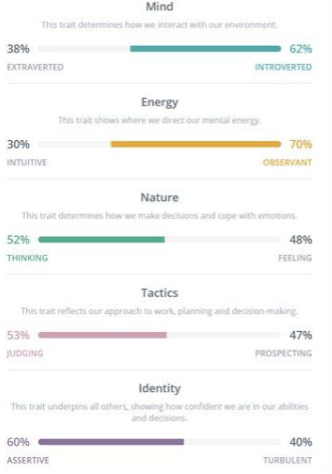 Mind
This trait determines how we interact with our environment.
38% 62%
EXTRAVERTED INTROVERTED
Energy
This trait shows where we direct our mental energy.
30% 70%
INTUITIVE OBSERVANT
Nature
This trait determines how we make decisions and cope with emotions.
52% 48%
THINKING FEELING
Tactics
This trait reflects our approach to work, planning and decision-making.
53% 47%
JUDGING PROSPECTING
Identity
This trait underpins all others, showing how confident we are in our abilities
and decisions.
60% 40%
ASSERTIVE TURBULENT